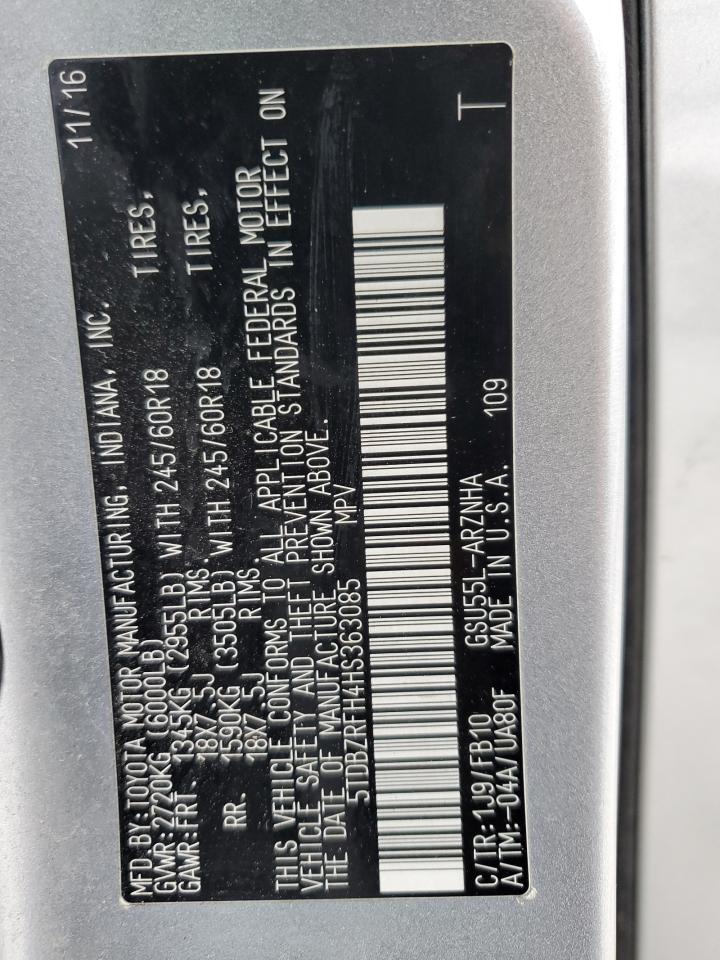 MFD.BY:TOYOTA MOTOR MANUFACTURING, INDIANA, INC. 11/16
GVWR:2720KG (6000LB)
GAWR:FRT. 1345KG (2955LB) WITH 245/60R18 TIRES,
18X7.5J RIMS.
RR. 1590KG (3505LB) WITH 245/60R18 TIRES,
18X7.5J RIMS.
THIS VEHICLE CONFORMS TO ALL APPLICABLE FEDERAL MOTOR
VEHICLE SAFETY AND THEFT PREVENTION STANDARDS IN EFFECT ON
THE DATE OF MANUFACTURE SHOWN ABOVE.
5TDBZRFH4HS363085 MPV
C/TR:1J9/FB10 GSU55L-ARZNHA
A/TM:-04A/UA80F MADE IN U.S.A. 109 T